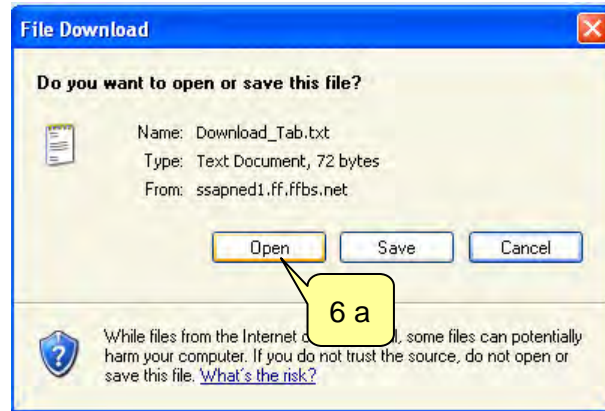 File Download
Do you want to open or save this file?
Name: Download_Tab.txt
Type: Text Document, 72 bytes
From: ssapned1.ff.ffbs.net
Open Save Cancel
6 a
While files from the Internet some files can potentially
harm your computer. If you do not trust the source, do not open or
save this file. What's the risk?